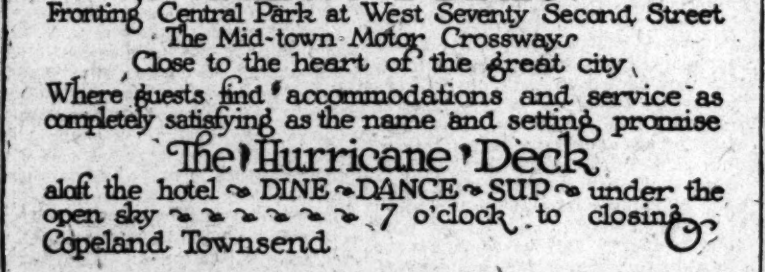 Fronting Central Park at West Seventy Second Street
The Mid-town Motor Crossways
Close to the heart of the great city
Where guests find accommodations and service as
completely satisfying as the name and setting promise
The Hurricane Deck
aloft the hotel ~ DINE ~ DANCE ~ SUP ~ under the
open sky ~ ~ ~ ~ ~ ~ 7 o'clock to closing
Copeland Townsend